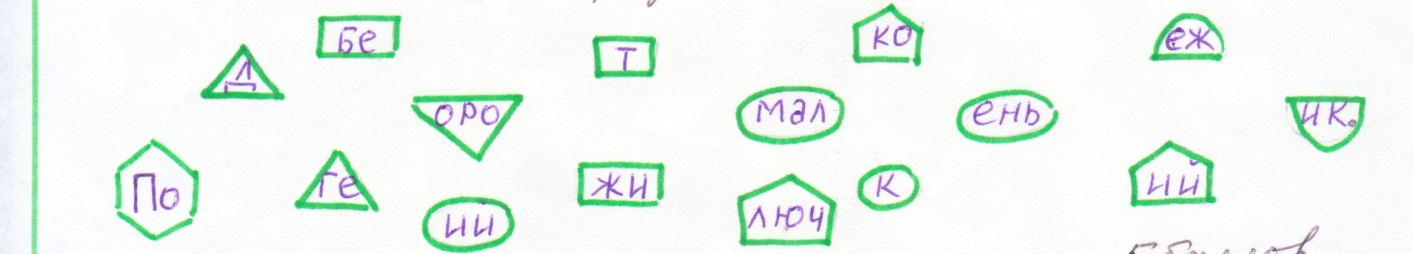 бе т ко еж
д оро мал ень ик.
По ге ий жи люч к ий